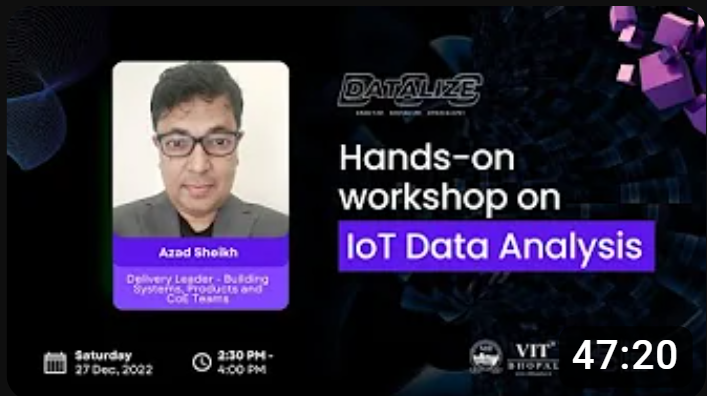 DATALIZE
Hands-on
workshop on
IoT Data Analysis
Azad Sheikh
Delivery Leader - Building
Systems, Products and
CoE Teams
Saturday
27 Dec, 2022
2:30 PM -
4:00 PM
VIT
BHOPAL
47:20